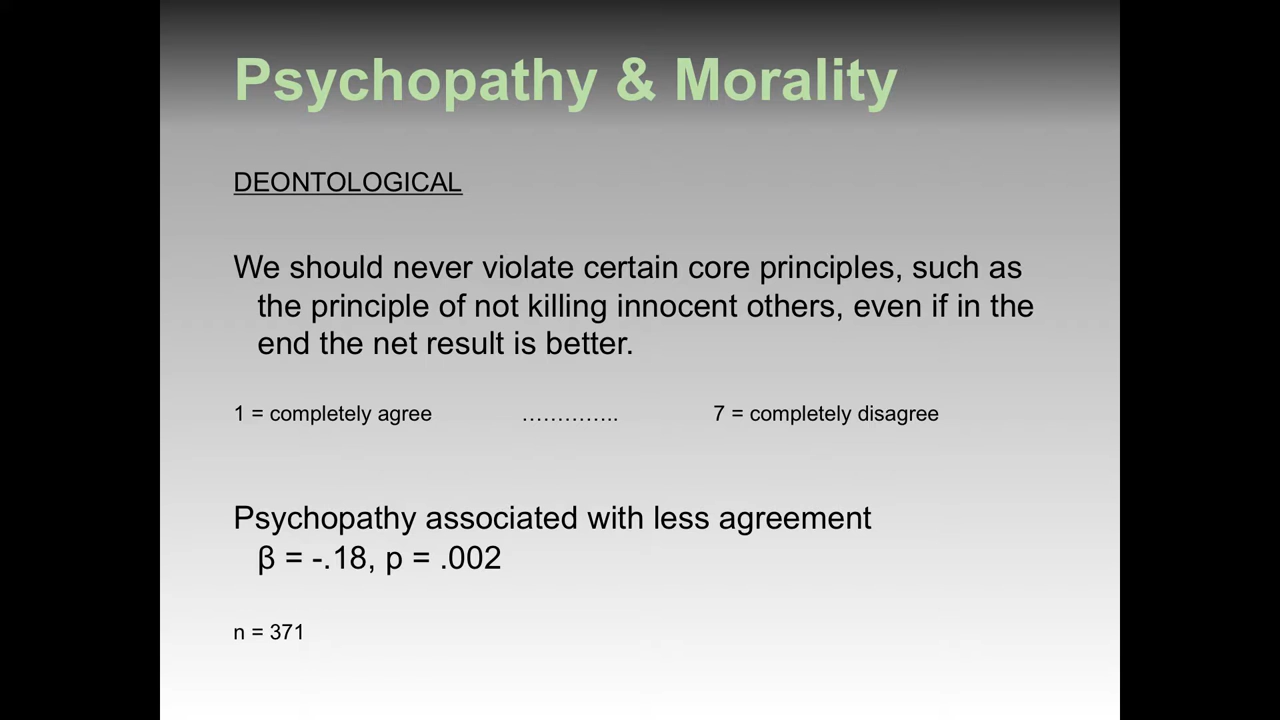 Psychopathy & Morality
DEONTOLOGICAL
We should never violate certain core principles, such as
the principle of not killing innocent others, even if in the
end the net result is better.
1 = completely agree ………….. 7 = completely disagree
Psychopathy associated with less agreement
β = -.18, p = .002
n = 371